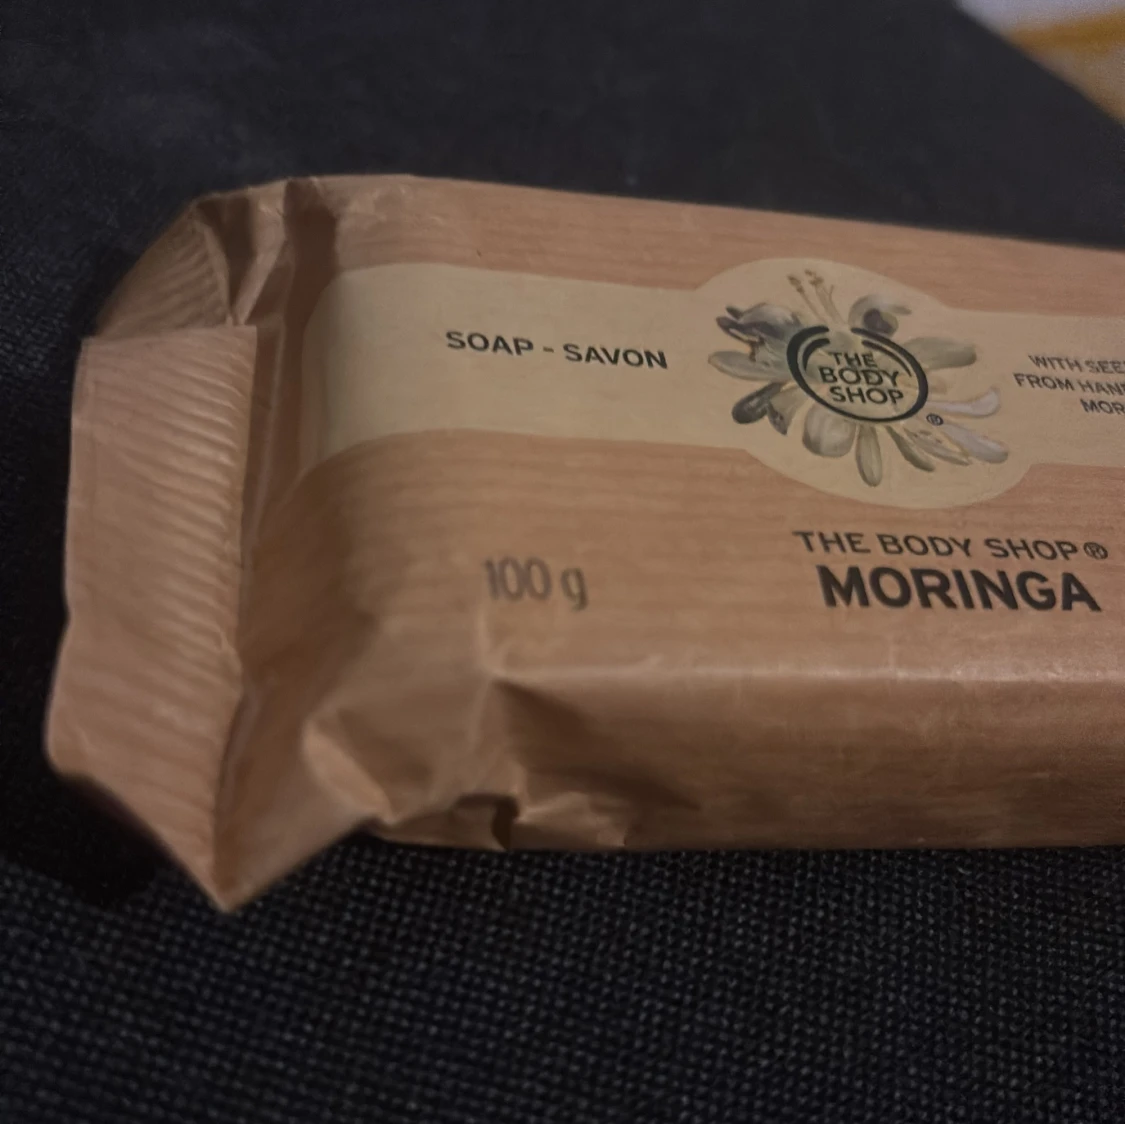 SOAP - SAVON
THE
BODY
SHOP
®
WITH
FROM
THE BODY SHOP®
MORINGA
100 g